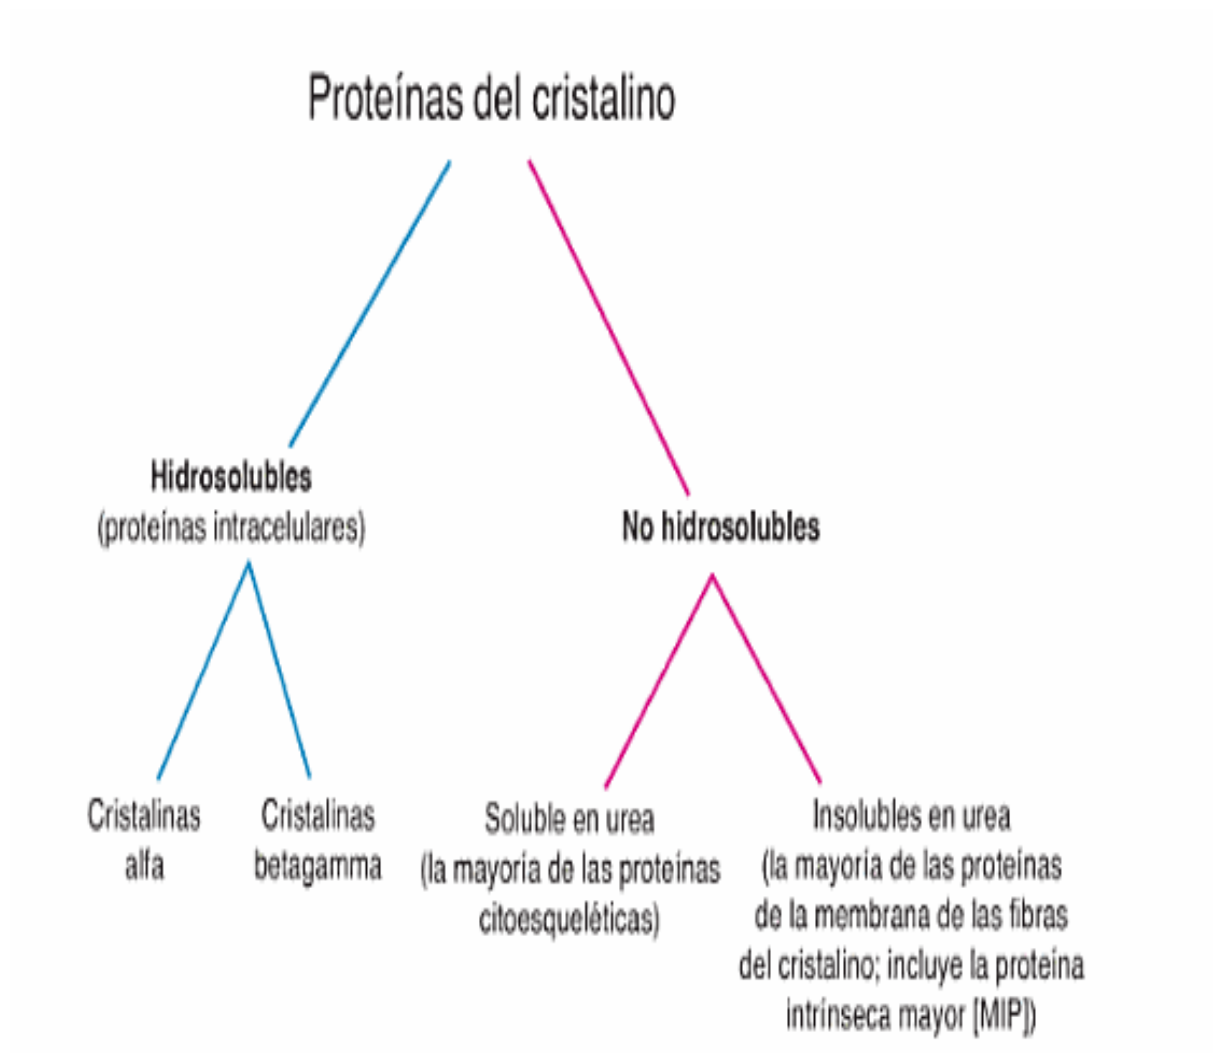 Proteínas del cristalino
Hidrosolubles
(proteínas intracelulares)
No hidrosolubles
Cristalinas
alfa
Cristalinas
betagamma
Soluble en urea
(la mayoría de las proteínas
citoesqueléticas)
Insolubles en urea
(la mayoría de las proteínas
de la membrana de las fibras
del cristalino; incluye la proteína
intrínseca mayor [MIP])